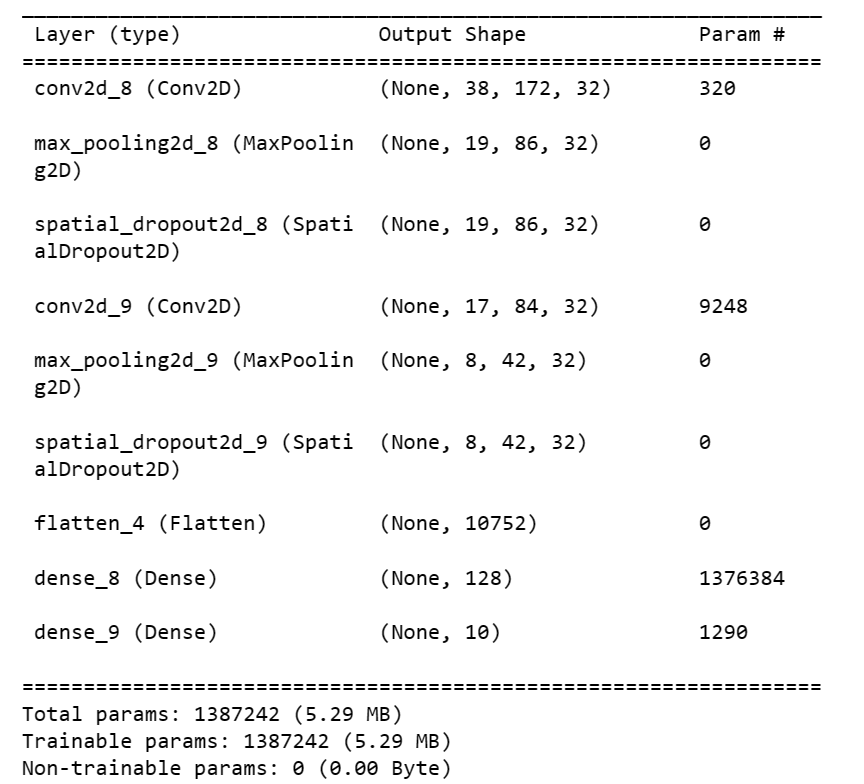 Layer (type) Output Shape Param #
=================================================================
conv2d_8 (Conv2D) (None, 38, 172, 32) 320
max_pooling2d_8 (MaxPoolin (None, 19, 86, 32) 0
g2D)
spatial_dropout2d_8 (Spati (None, 19, 86, 32) 0
alDropout2D)
conv2d_9 (Conv2D) (None, 17, 84, 32) 9248
max_pooling2d_9 (MaxPoolin (None, 8, 42, 32) 0
g2D)
spatial_dropout2d_9 (Spati (None, 8, 42, 32) 0
alDropout2D)
flatten_4 (Flatten) (None, 10752) 0
dense_8 (Dense) (None, 128) 1376384
dense_9 (Dense) (None, 10) 1290
=================================================================
Total params: 1387242 (5.29 MB)
Trainable params: 1387242 (5.29 MB)
Non-trainable params: 0 (0.00 Byte)